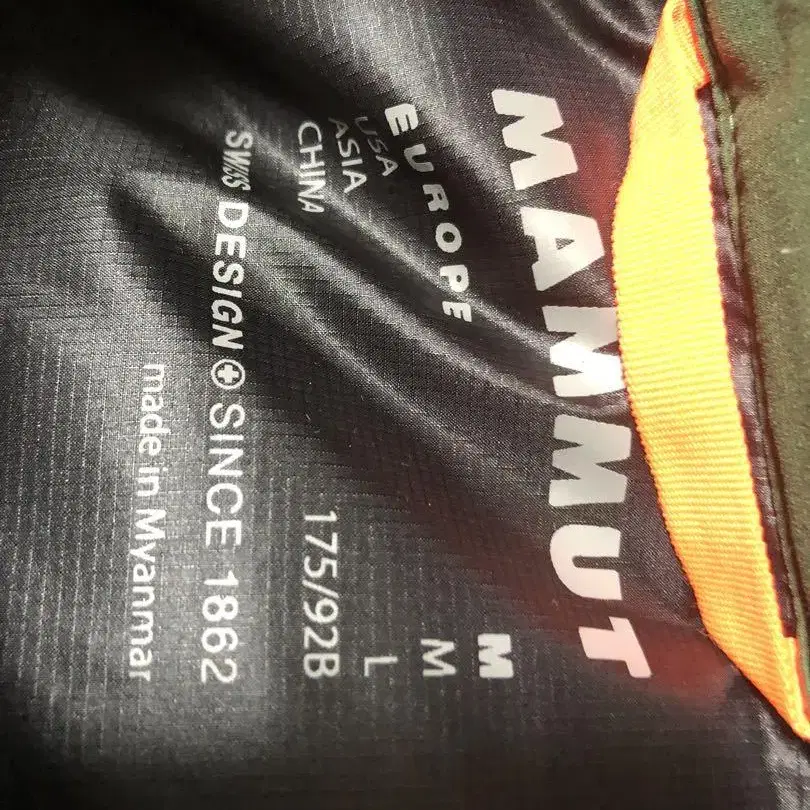 MAMMUT
EUROPE M
USA M
ASIA L
CHINA 175/92B
SWISS DESIGN SINCE 1862
made in Myanmar